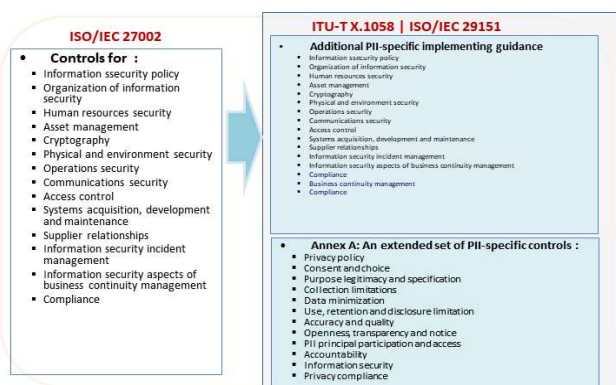 ISO/IEC 27002
• Controls for :
▪ Information ssecurity policy
▪ Organization of information
security
▪ Human resources security
▪ Asset management
▪ Cryptography
▪ Physical and environment security
▪ Operations security
▪ Communications security
▪ Access control
▪ Systems acquisition, development
and maintenance
▪ Supplier relationships
▪ Information security incident
management
▪ Information security aspects of
business continuity management
▪ Compliance
ITU-T X.1058 | ISO/IEC 29151
• Additional PII-specific implementing guidance
▪ Information ssecurity policy
▪ Organization of information security
▪ Human resources security
▪ Asset management
▪ Cryptography
▪ Physical and environment security
▪ Operations security
▪ Communications security
▪ Access control
▪ Systems acquisition, development and maintenance
▪ Supplier relationships
▪ Information security incident management
▪ Information security aspects of business continuity management
▪ Compliance
▪ Business continuity management
▪ Compliance
• Annex A: An extended set of PII-specific controls :
▪ Privacy policy
▪ Consent and choice
▪ Purpose legitimacy and specification
▪ Collection limitations
▪ Data minimization
▪ Use, retention and disclosure limitation
▪ Accuracy and quality
▪ Openness, transparency and notice
▪ PII principal participation and access
▪ Accountability
▪ Information security
▪ Privacy compliance